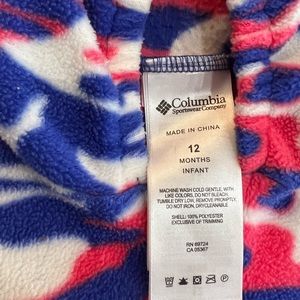 Columbia
Sportswear Company
MADE IN CHINA
12
MONTHS
INFANT
MACHINE WASH COLD GENTLE, WITH
LIKE COLORS, DO NOT BLEACH,
TUMBLE DRY LOW, REMOVE PROMPTLY,
DO NOT IRON, DRYCLEANABLE
SHELL: 100% POLYESTER
EXCLUSIVE OF TRIMMING
RN 69724
CA 05367